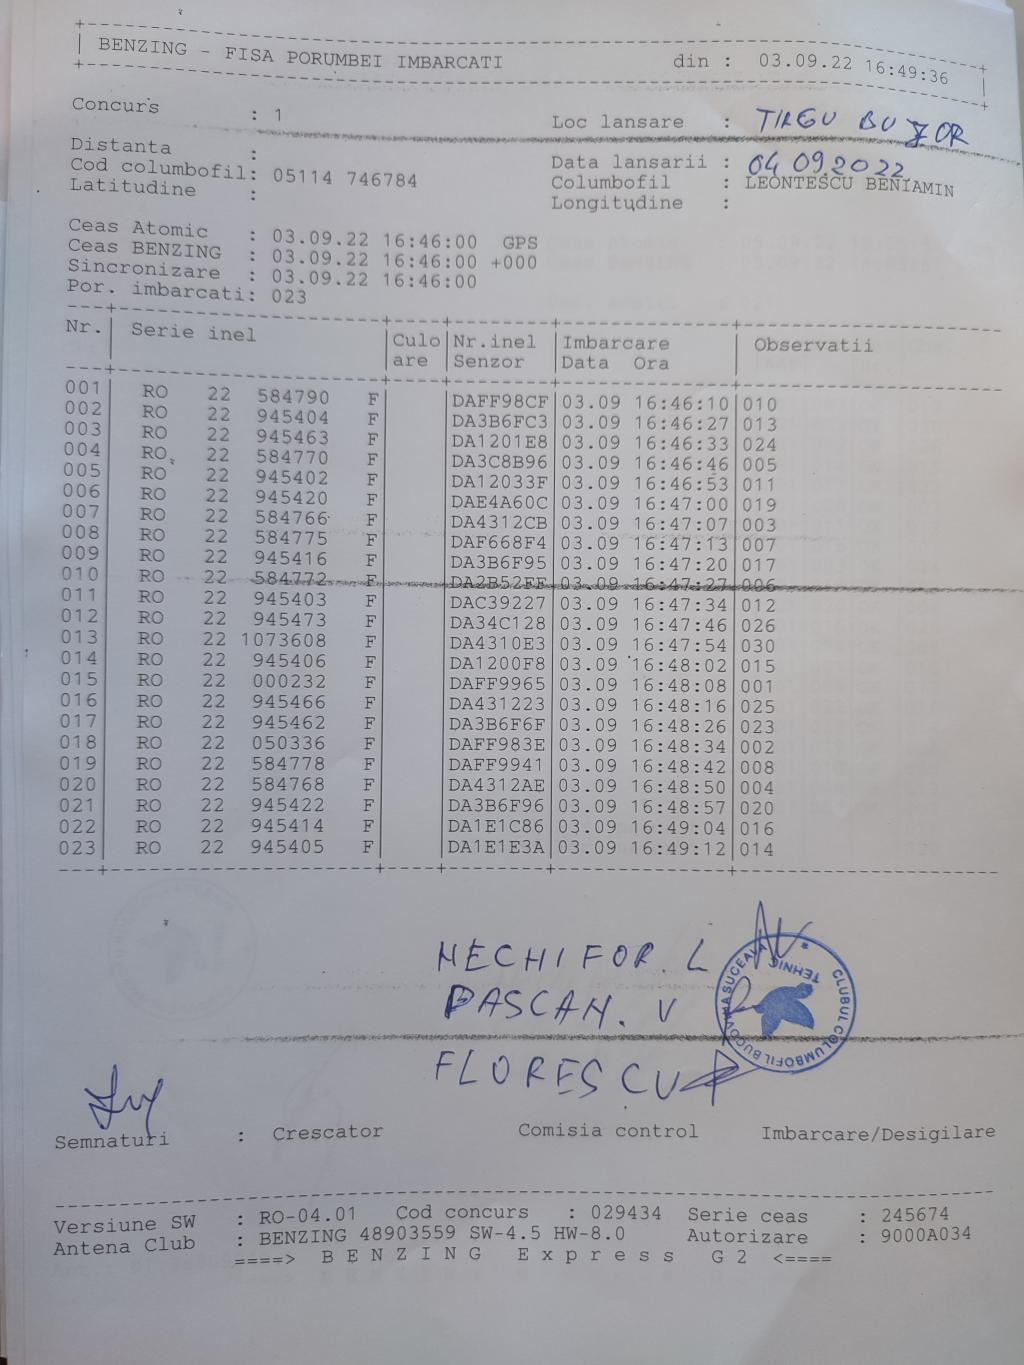 BENZING - FISA PORUMBEI IMBARCATI din : 03.09.22 16:49:36
Concurs : 1 Loc lansare : TIRGU BUJOR
Distanta : Data lansarii : 04 09.2022
Cod columbofil: 05114 746784 Columbofil : LEONTESCU BENIAMIN
Latitudine : Longitudine :
Ceas Atomic : 03.09.22 16:46:00 GPS
Ceas BENZING : 03.09.22 16:46:00 +000
Sincronizare : 03.09.22 16:46:00
Por. imbarcati: 023
Nr. Serie inel Culo Nr.inel Imbarcare Observatii
are Senzor Data Ora
001 RO 22 584790 F DAFF98CF 03.09 16:46:10 010
002 RO 22 945404 F DA3B6FC3 03.09 16:46:27 013
003 RO 22 945463 F DA1201E8 03.09 16:46:33 024
004 RO 22 584770 F DA3C8B96 03.09 16:46:46 005
005 RO 22 945402 F DA12033F 03.09 16:46:53 011
006 RO 22 945420 F DAE4A60C 03.09 16:47:00 019
007 RO 22 584766 F DA4312CB 03.09 16:47:07 003
008 RO 22 584775 F DAF668F4 03.09 16:47:13 007
009 RO 22 945416 F DA3B6F95 03.09 16:47:20 017
010 RO 22 584772 F DA2B52FF 03.09 16:47:27 006
011 RO 22 945403 F DAC39227 03.09 16:47:34 012
012 RO 22 945473 F DA34C128 03.09 16:47:46 026
013 RO 22 1073608 F DA4310E3 03.09 16:47:54 030
014 RO 22 945406 F DA1200F8 03.09 16:48:02 015
015 RO 22 000232 F DAFF9965 03.09 16:48:08 001
016 RO 22 945466 F DA431223 03.09 16:48:16 025
017 RO 22 945462 F DA3B6F6F 03.09 16:48:26 023
018 RO 22 050336 F DAFF983E 03.09 16:48:34 002
019 RO 22 584778 F DAFF9941 03.09 16:48:42 008
020 RO 22 584768 F DA4312AE 03.09 16:48:50 004
021 RO 22 945422 F DA3B6F96 03.09 16:48:57 020
022 RO 22 945414 F DA1E1C86 03.09 16:49:04 016
023 RO 22 945405 F DA1E1E3A 03.09 16:49:12 014
NECHIFOR. L
PASCAN. V
FLORESCU
CLUBUL COLUMBOFIL BUCOVINA SUCEAVA
TEHNIC
Semnaturi : Crescator Comisia control Imbarcare/Desigilare
Versiune SW : RO-04.01 Cod concurs : 029434 Serie ceas : 245674
Antena Club : BENZING 48903559 SW-4.5 HW-8.0 Autorizare : 9000A034
====> B E N Z I N G E x p r e s s G 2 <====